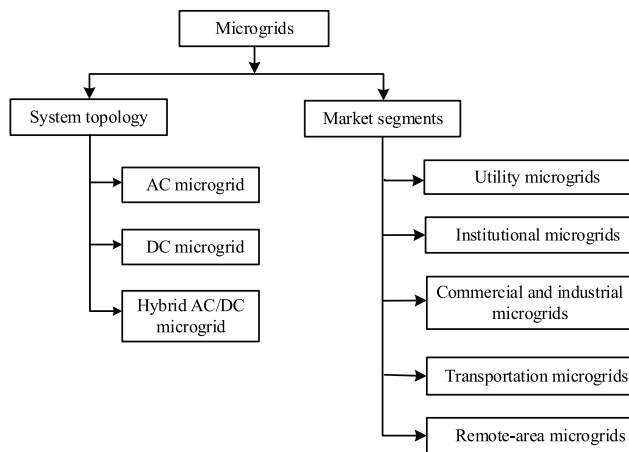 Microgrids
System topology
AC microgrid
DC microgrid
Hybrid AC/DC
microgrid
Market segments
Utility microgrids
Institutional microgrids
Commercial and industrial
microgrids
Transportation microgrids
Remote-area microgrids